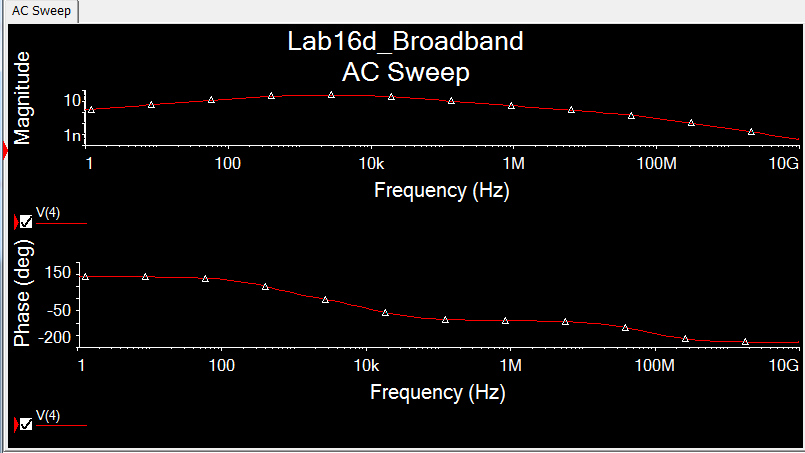 AC Sweep
Lab16d_Broadband
AC Sweep
Magnitude
10
1n
1 100 10k 1M 100M 10G
Frequency (Hz)
V(4)
Phase (deg)
150
-50
-200
1 100 10k 1M 100M 10G
Frequency (Hz)
V(4)